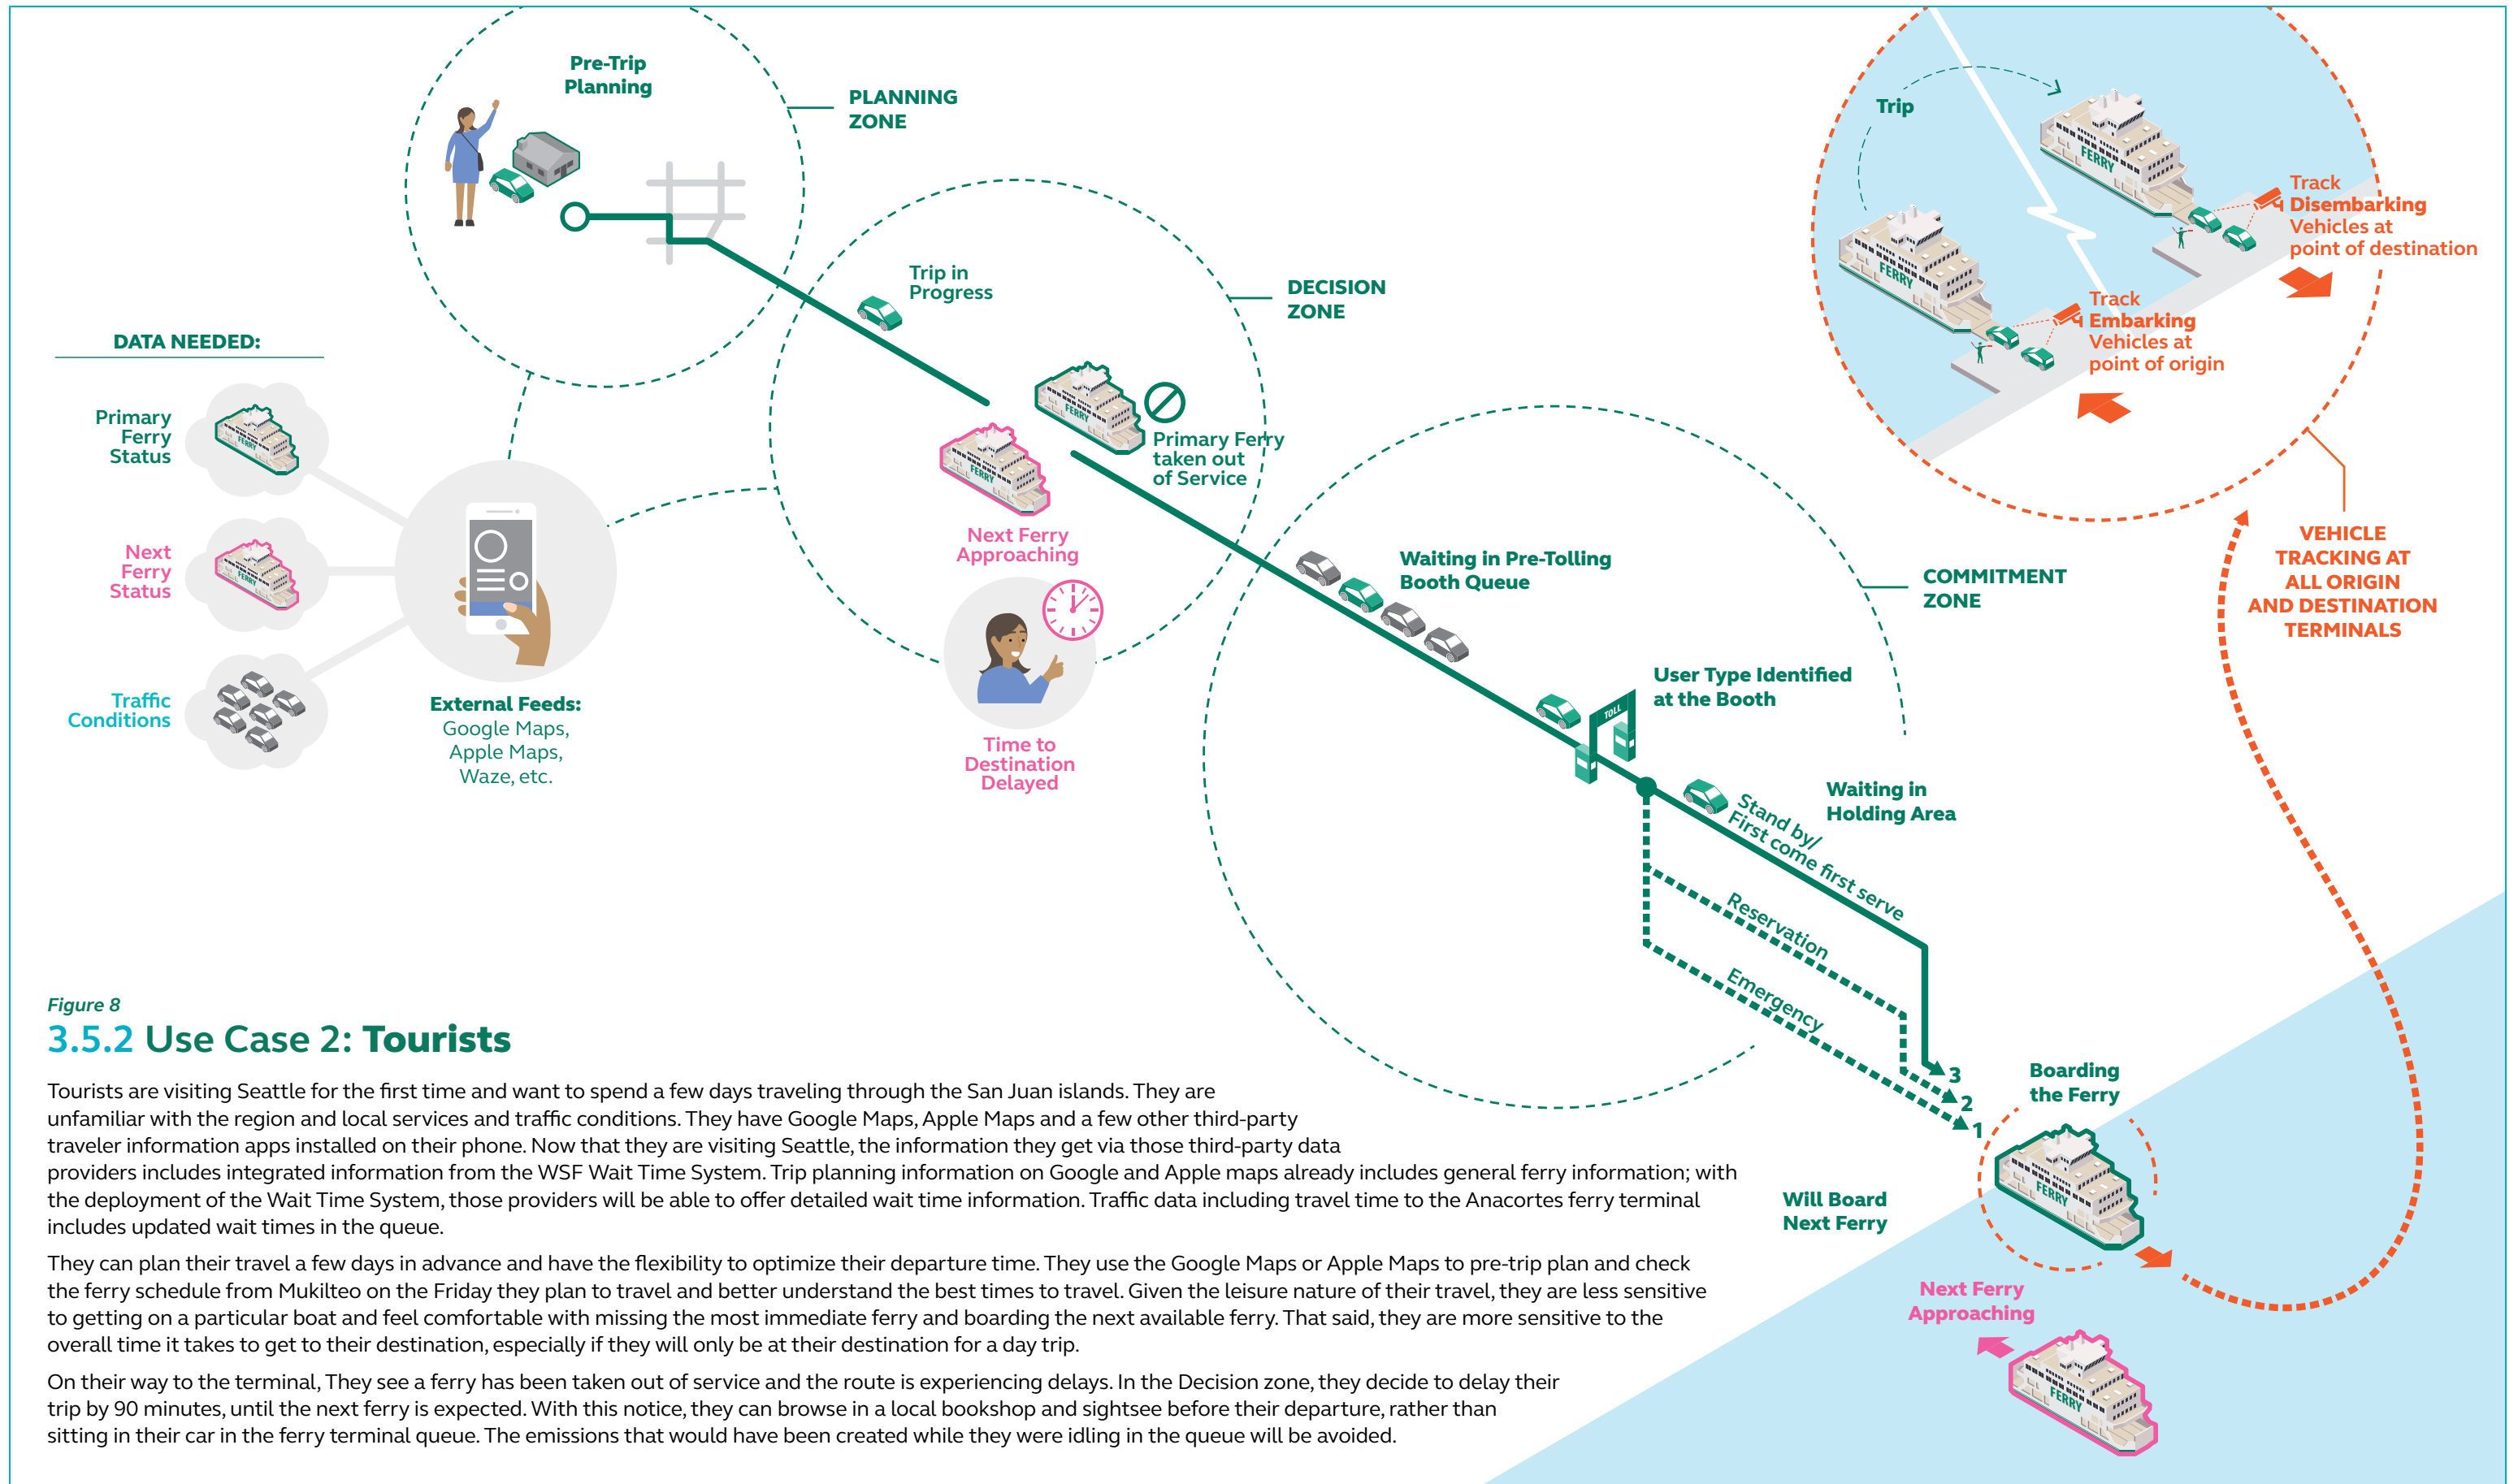 Pre-Trip
Planning
PLANNING
ZONE
Trip in
Progress
DECISION
ZONE
DATA NEEDED:
Primary
Ferry
Status
Next
Ferry
Status
Traffic
Conditions
FERRY
FERRY
External Feeds:
Google Maps,
Apple Maps,
Waze, etc.
FERRY
Primary Ferry
taken out
of Service
FERRY
Next Ferry
Approaching
Time to
Destination
Delayed
Waiting in Pre-Tolling
Booth Queue
COMMITMENT
ZONE
User Type Identified
at the Booth
TOLL
Waiting in
Holding Area
Stand by/
First come first serve
Reservation
Emergency
3
2
1
Trip
FERRY
Track
Disembarking
Vehicles at
point of destination
FERRY
Track
Embarking
Vehicles at
point of origin
VEHICLE
TRACKING AT
ALL ORIGIN
AND DESTINATION
TERMINALS
Boarding
the Ferry
FERRY
Will Board
Next Ferry
Next Ferry
Approaching
FERRY
Figure 8
3.5.2 Use Case 2: Tourists
Tourists are visiting Seattle for the first time and want to spend a few days traveling through the San Juan islands. They are
unfamiliar with the region and local services and traffic conditions. They have Google Maps, Apple Maps and a few other third-party
traveler information apps installed on their phone. Now that they are visiting Seattle, the information they get via those third-party data
providers includes integrated information from the WSF Wait Time System. Trip planning information on Google and Apple maps already includes general ferry information; with
the deployment of the Wait Time System, those providers will be able to offer detailed wait time information. Traffic data including travel time to the Anacortes ferry terminal
includes updated wait times in the queue.
They can plan their travel a few days in advance and have the flexibility to optimize their departure time. They use the Google Maps or Apple Maps to pre-trip plan and check
the ferry schedule from Mukilteo on the Friday they plan to travel and better understand the best times to travel. Given the leisure nature of their travel, they are less sensitive
to getting on a particular boat and feel comfortable with missing the most immediate ferry and boarding the next available ferry. That said, they are more sensitive to the
overall time it takes to get to their destination, especially if they will only be at their destination for a day trip.
On their way to the terminal, They see a ferry has been taken out of service and the route is experiencing delays. In the Decision zone, they decide to delay their
trip by 90 minutes, until the next ferry is expected. With this notice, they can browse in a local bookshop and sightsee before their departure, rather than
sitting in their car in the ferry terminal queue. The emissions that would have been created while they were idling in the queue will be avoided.